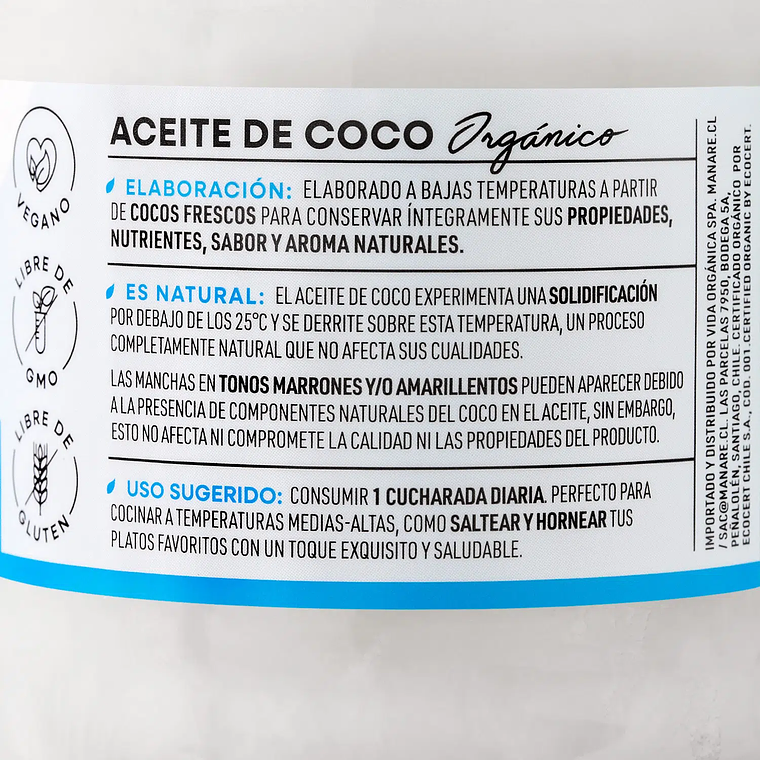 ACEITE DE COCO Orgánico
ELABORACIÓN: ELABORADO A BAJAS TEMPERATURAS A PARTIR
DE COCOS FRESCOS PARA CONSERVAR ÍNTEGRAMENTE SUS PROPIEDADES,
NUTRIENTES, SABOR Y AROMA NATURALES.
ES NATURAL: EL ACEITE DE COCO EXPERIMENTA UNA SOLIDIFICACIÓN
POR DEBAJO DE LOS 25°C Y SE DERRITE SOBRE ESTA TEMPERATURA, UN PROCESO
COMPLETAMENTE NATURAL QUE NO AFECTA SUS CUALIDADES.
LAS MANCHAS EN TONOS MARRONES Y/O AMARILLENTOS PUEDEN APARECER DEBIDO
A LA PRESENCIA DE COMPONENTES NATURALES DEL COCO EN EL ACEITE, SIN EMBARGO,
ESTO NO AFECTA NI COMPROMETE LA CALIDAD NI LAS PROPIEDADES DEL PRODUCTO.
USO SUGERIDO: CONSUMIR 1 CUCHARADA DIARIA. PERFECTO PARA
COCINAR A TEMPERATURAS MEDIAS-ALTAS, COMO SALTEAR Y HORNEAR TUS
PLATOS FAVORITOS CON UN TOQUE EXQUISITO Y SALUDABLE.
VEGANO
LIBRE DE
GMO
LIBRE DE
GLUTEN
IMPORTADO Y DISTRIBUIDO POR VIDA ORGÁNICA SPA. MANARE.CL
/ SAC@MANARE.CL. LAS PARCELAS 7950, BODEGA 5A,
PEÑALOLÉN, SANTIAGO, CHILE. CERTIFICADO ORGÁNICO POR
ECOCERT CHILE S.A., COD. 001. CERTIFIED ORGANIC BY ECOCERT.